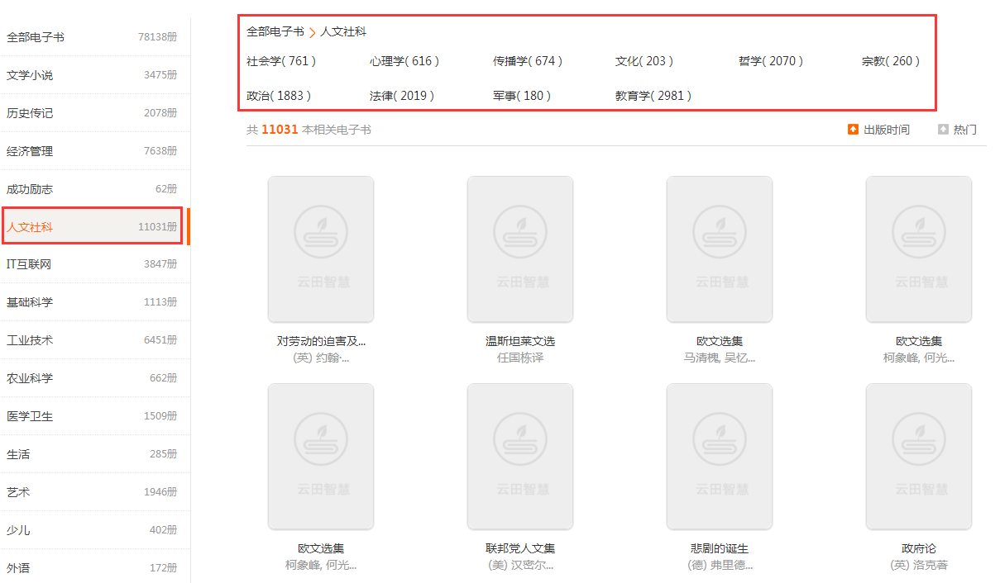 全部电子书 78138册
文学小说 3475册
历史传记 2078册
经济管理 7638册
成功励志 62册
人文社科 11031册
IT互联网 3847册
基础科学 1113册
工业技术 6451册
农业科学 662册
医学卫生 1509册
生活 285册
艺术 1946册
少儿 402册
外语 172册
全部电子书 > 人文社科
社会学( 761 ) 心理学( 616 ) 传播学( 674 ) 文化( 203 ) 哲学( 2070 ) 宗教( 260 )
政治( 1883 ) 法律( 2019 ) 军事( 180 ) 教育学( 2981 )
共 11031 本相关电子书 出版时间 热门
云田智慧 云田智慧 云田智慧 云田智慧
对劳动的迫害及... 温斯坦莱文选 欧文选集 欧文选集
(英) 约翰·... 任国栋译 马清槐, 吴忆... 柯象峰, 何光...
云田智慧 云田智慧 云田智慧 云田智慧
欧文选集 联邦党人文集 悲剧的诞生 政府论
柯象峰, 何光... (美) 汉密尔... (德) 弗里德... (英) 洛克著